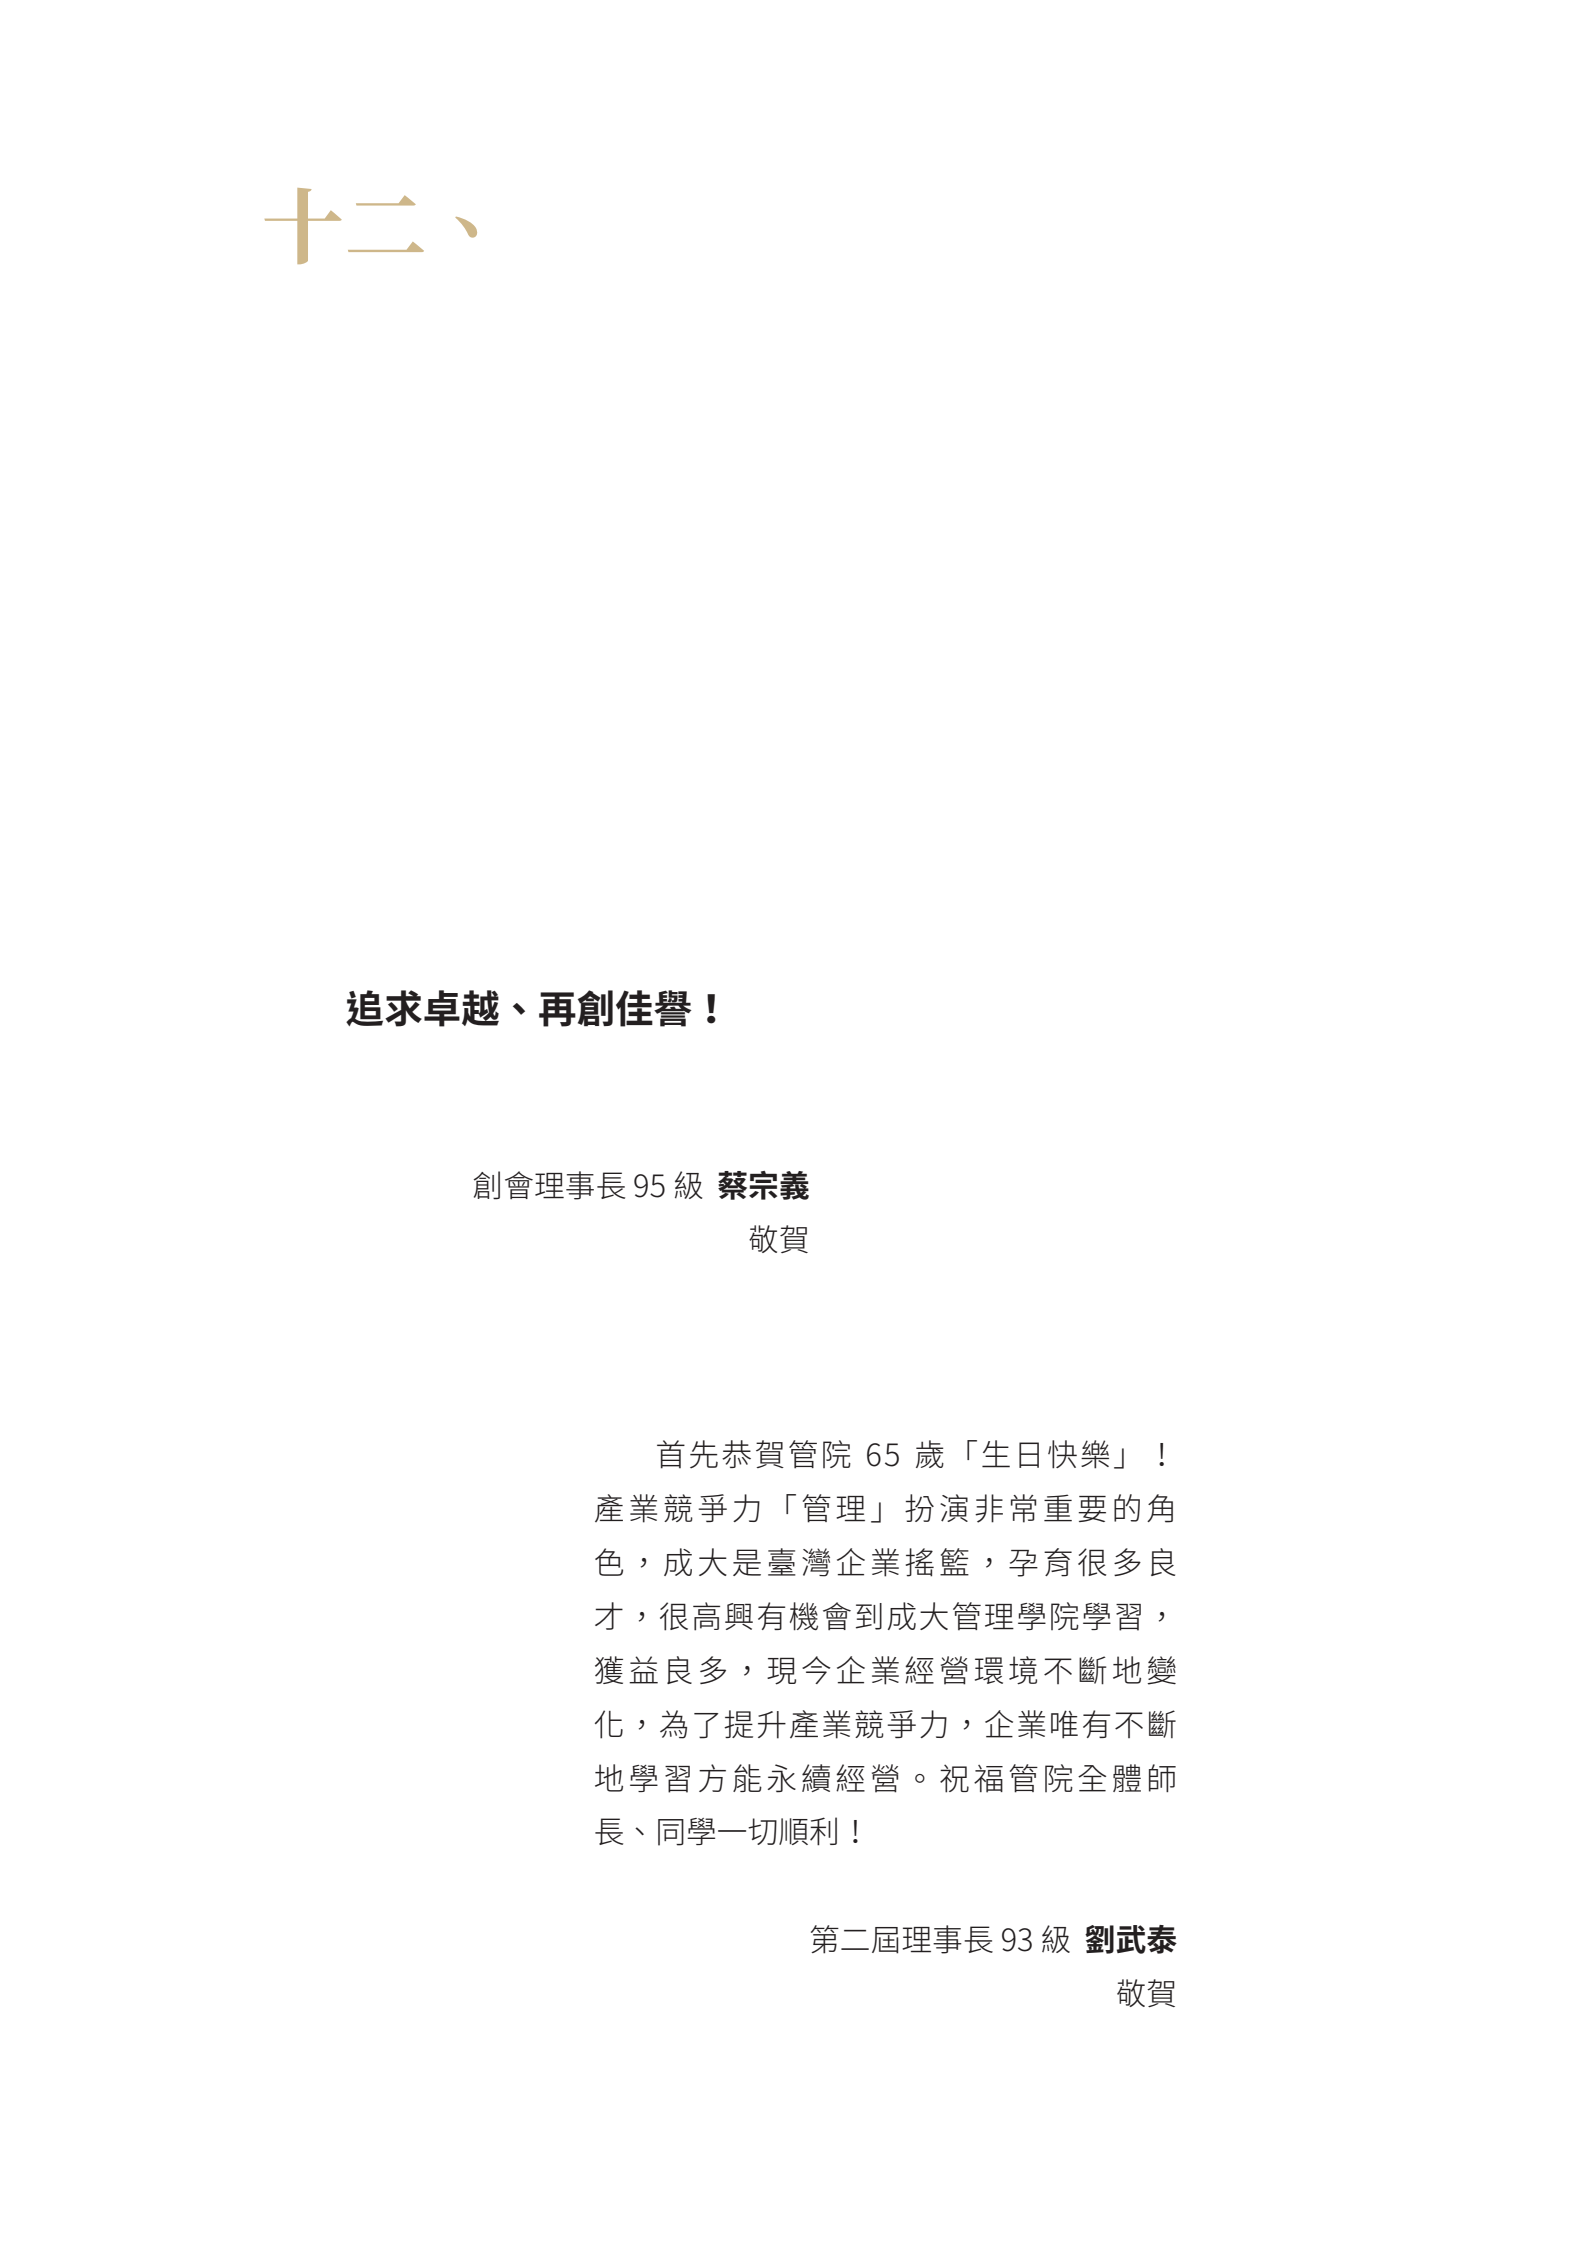 十二、
追求卓越、再創佳譽！
創會理事長 95 級 蔡宗義
敬賀
首先恭賀管院 65 歲「生日快樂」！
產業競爭力「管理」扮演非常重要的角
色，成大是臺灣企業搖籃，孕育很多良
才，很高興有機會到成大管理學院學習，
獲益良多，現今企業經營環境不斷地變
化，為了提升產業競爭力，企業唯有不斷
地學習方能永續經營。祝福管院全體師
長、同學一切順利！
第二屆理事長 93 級 劉武泰
敬賀